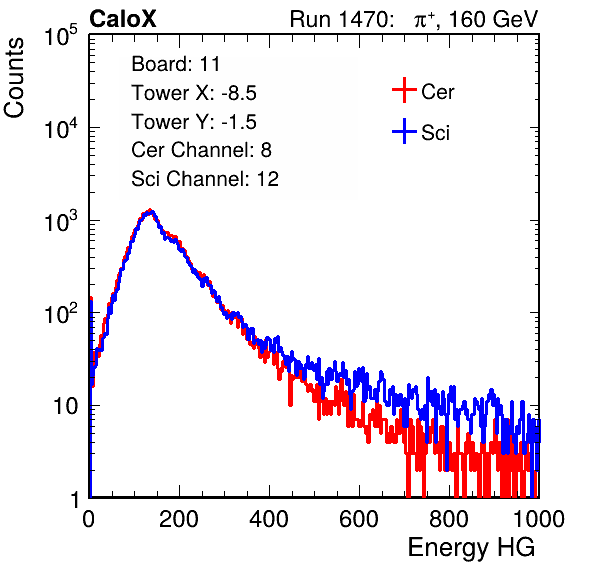 CaloX Run 1470: π⁺, 160 GeV
Counts
10⁵
10⁴
10³
10²
10
1
Board: 11
Tower X: -8.5
Tower Y: -1.5
Cer Channel: 8
Sci Channel: 12
Cer
Sci
0 200 400 600 800 1000
Energy HG